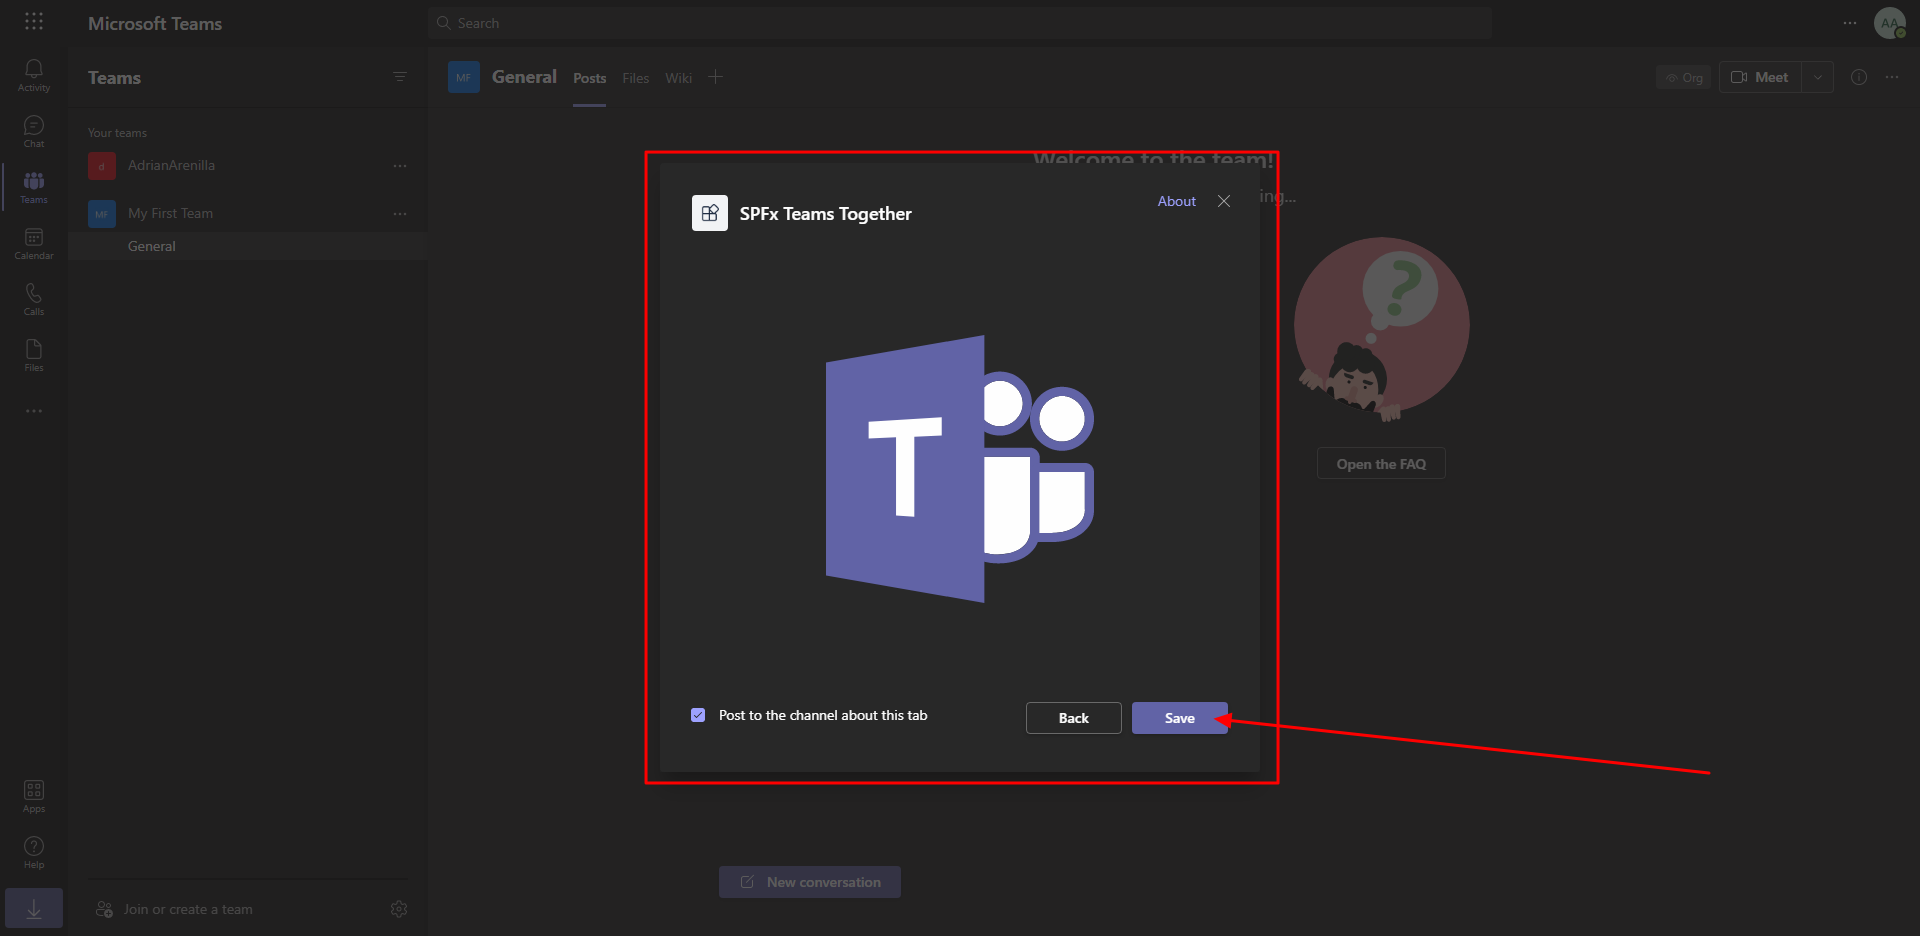 Microsoft Teams
Search
AA
Activity
Chat
Teams
Calendar
Calls
Files
Apps
Help
Teams
Your teams
d
AdrianArenilla
MF
My First Team
General
Join or create a team
MF
General
Posts
Files
Wiki
Org
Meet
Welcome to the team!
ing...
Open the FAQ
New conversation
SPFx Teams Together
About
T
Post to the channel about this tab
Back
Save